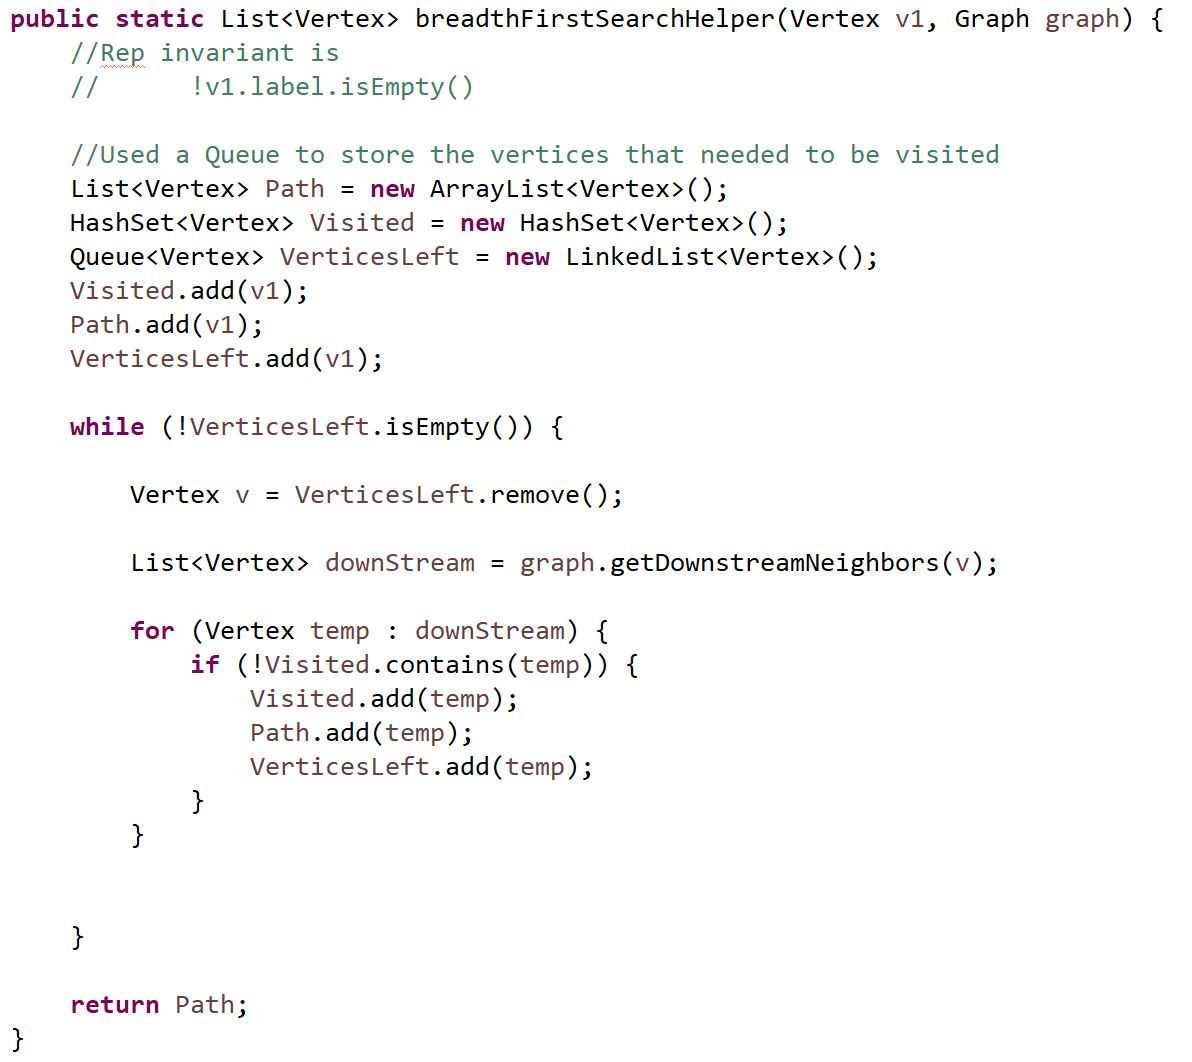 public static List<Vertex> breadthFirstSearchHelper(Vertex v1, Graph graph) {
    //Rep invariant is
    //      !v1.label.isEmpty()

    //Used a Queue to store the vertices that needed to be visited
    List<Vertex> Path = new ArrayList<Vertex>();
    HashSet<Vertex> Visited = new HashSet<Vertex>();
    Queue<Vertex> VerticesLeft = new LinkedList<Vertex>();
    Visited.add(v1);
    Path.add(v1);
    VerticesLeft.add(v1);

    while (!VerticesLeft.isEmpty()) {

        Vertex v = VerticesLeft.remove();

        List<Vertex> downStream = graph.getDownstreamNeighbors(v);

        for (Vertex temp : downStream) {
            if (!Visited.contains(temp)) {
                Visited.add(temp);
                Path.add(temp);
                VerticesLeft.add(temp);
            }
        }


    }

    return Path;
}